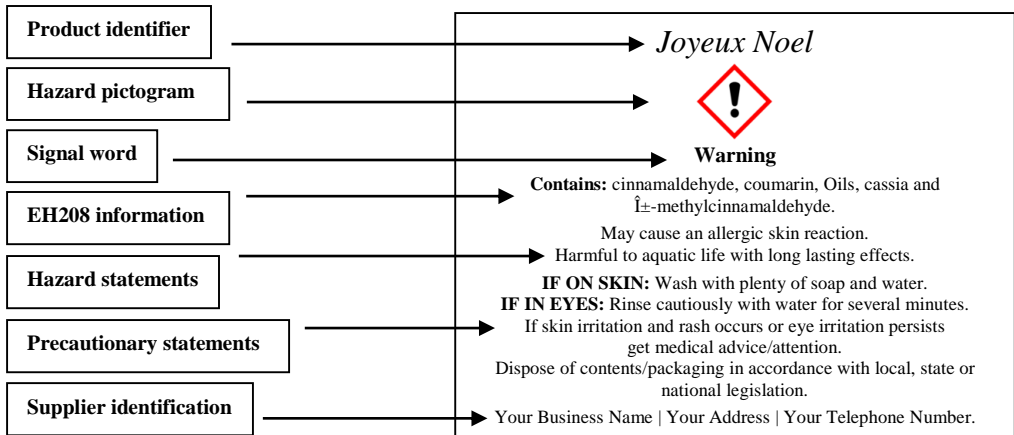 Product identifier
Joyeux Noel
Hazard pictogram
Signal word
Warning
Contains: cinnamaldehyde, coumarin, Oils, cassia and
Î±-methylcinnamaldehyde.
EH208 information
May cause an allergic skin reaction.
Harmful to aquatic life with long lasting effects.
Hazard statements
IF ON SKIN: Wash with plenty of soap and water.
IF IN EYES: Rinse cautiously with water for several minutes.
If skin irritation and rash occurs or eye irritation persists
get medical advice/attention.
Precautionary statements
Dispose of contents/packaging in accordance with local, state or
national legislation.
Supplier identification
Your Business Name | Your Address | Your Telephone Number.